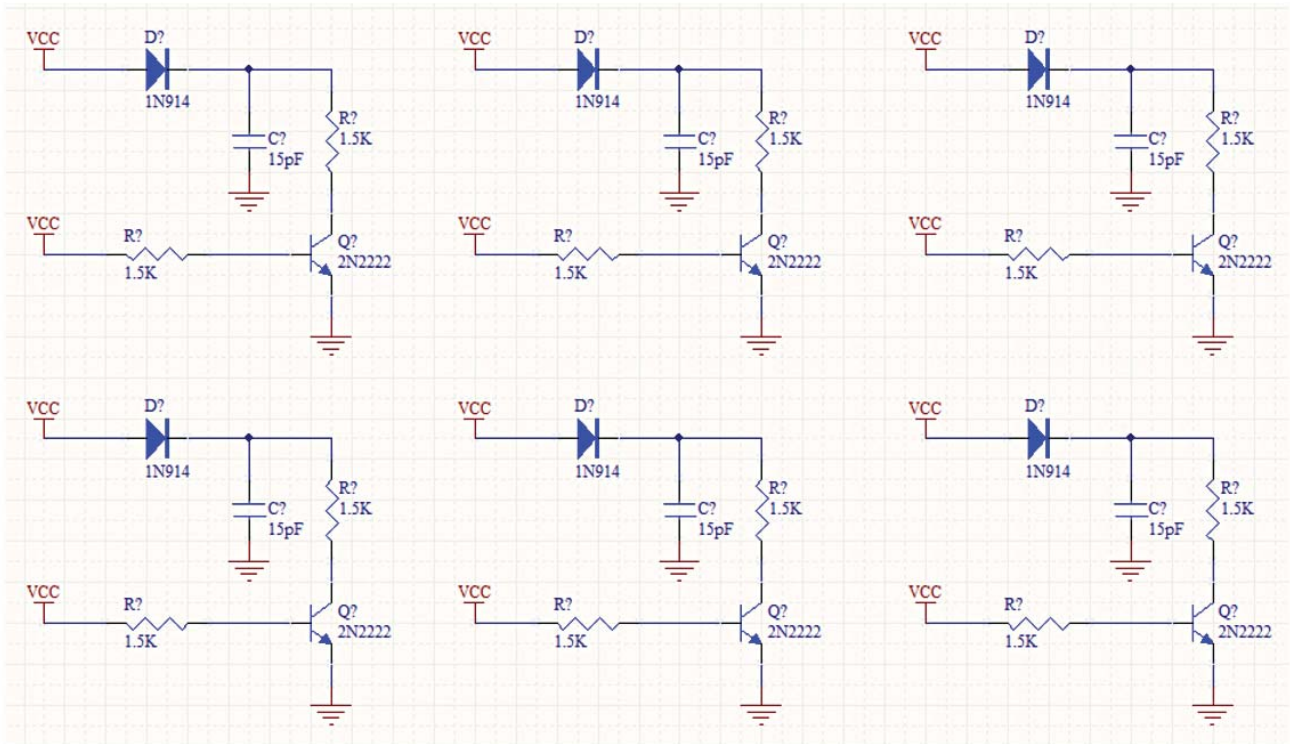 VCC
D?
1N914
R?
1.5K
C?
15pF
VCC
R?
1.5K
Q?
2N2222
VCC
D?
1N914
R?
1.5K
C?
15pF
VCC
R?
1.5K
Q?
2N2222
VCC
D?
1N914
R?
1.5K
C?
15pF
VCC
R?
1.5K
Q?
2N2222
VCC
D?
1N914
R?
1.5K
C?
15pF
VCC
R?
1.5K
Q?
2N2222
VCC
D?
1N914
R?
1.5K
C?
15pF
VCC
R?
1.5K
Q?
2N2222
VCC
D?
1N914
R?
1.5K
C?
15pF
VCC
R?
1.5K
Q?
2N2222